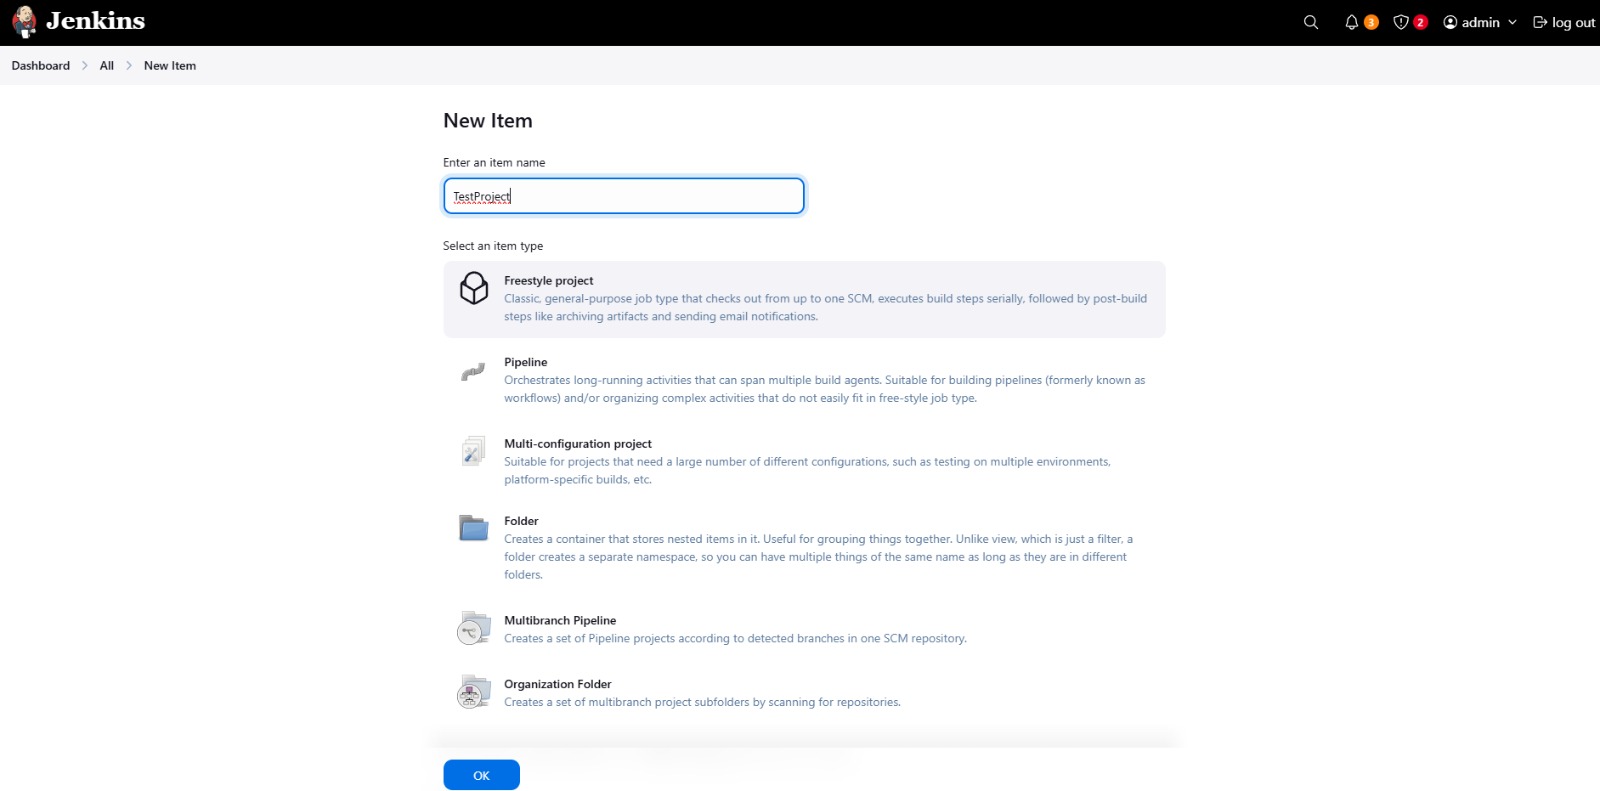 Jenkins
3
2
admin
log out
Dashboard > All > New Item
New Item
Enter an item name
TestProject
Select an item type
Freestyle project
Classic, general-purpose job type that checks out from up to one SCM, executes build steps serially, followed by post-build
steps like archiving artifacts and sending email notifications.
Pipeline
Orchestrates long-running activities that can span multiple build agents. Suitable for building pipelines (formerly known as
workflows) and/or organizing complex activities that do not easily fit in free-style job type.
Multi-configuration project
Suitable for projects that need a large number of different configurations, such as testing on multiple environments,
platform-specific builds, etc.
Folder
Creates a container that stores nested items in it. Useful for grouping things together. Unlike view, which is just a filter, a
folder creates a separate namespace, so you can have multiple things of the same name as long as they are in different
folders.
Multibranch Pipeline
Creates a set of Pipeline projects according to detected branches in one SCM repository.
Organization Folder
Creates a set of multibranch project subfolders by scanning for repositories.
OK